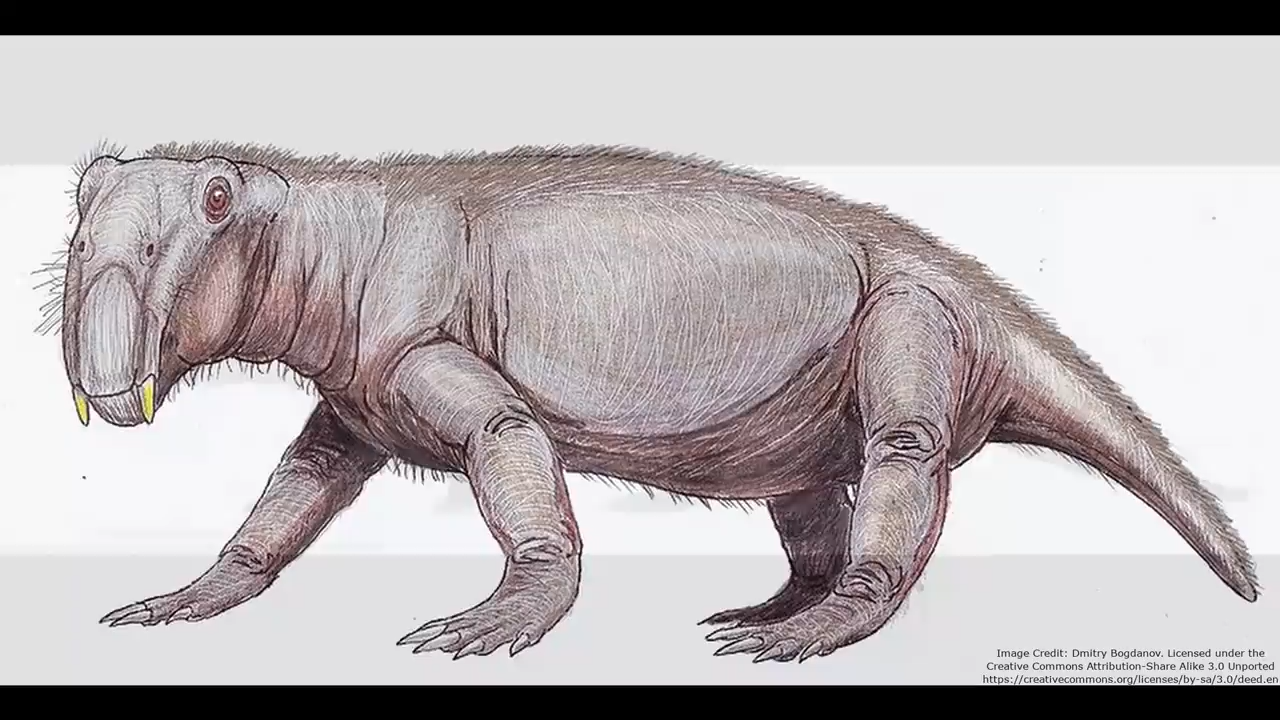 Image Credit: Dmitry Bogdanov. Licensed under the
Creative Commons Attribution-Share Alike 3.0 Unported
https://creativecommons.org/licenses/by-sa/3.0/deed.en